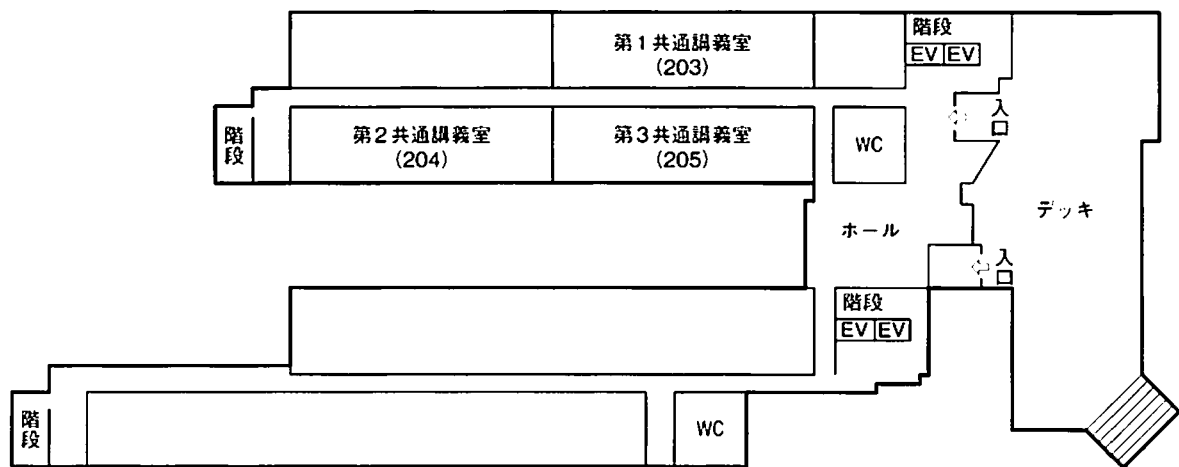 階段
EV EV
第1共通講義室
(203)
入口
階段
第2共通講義室
(204)
第3共通講義室
(205)
WC
デッキ
ホール
入口
階段
EV EV
階段
WC